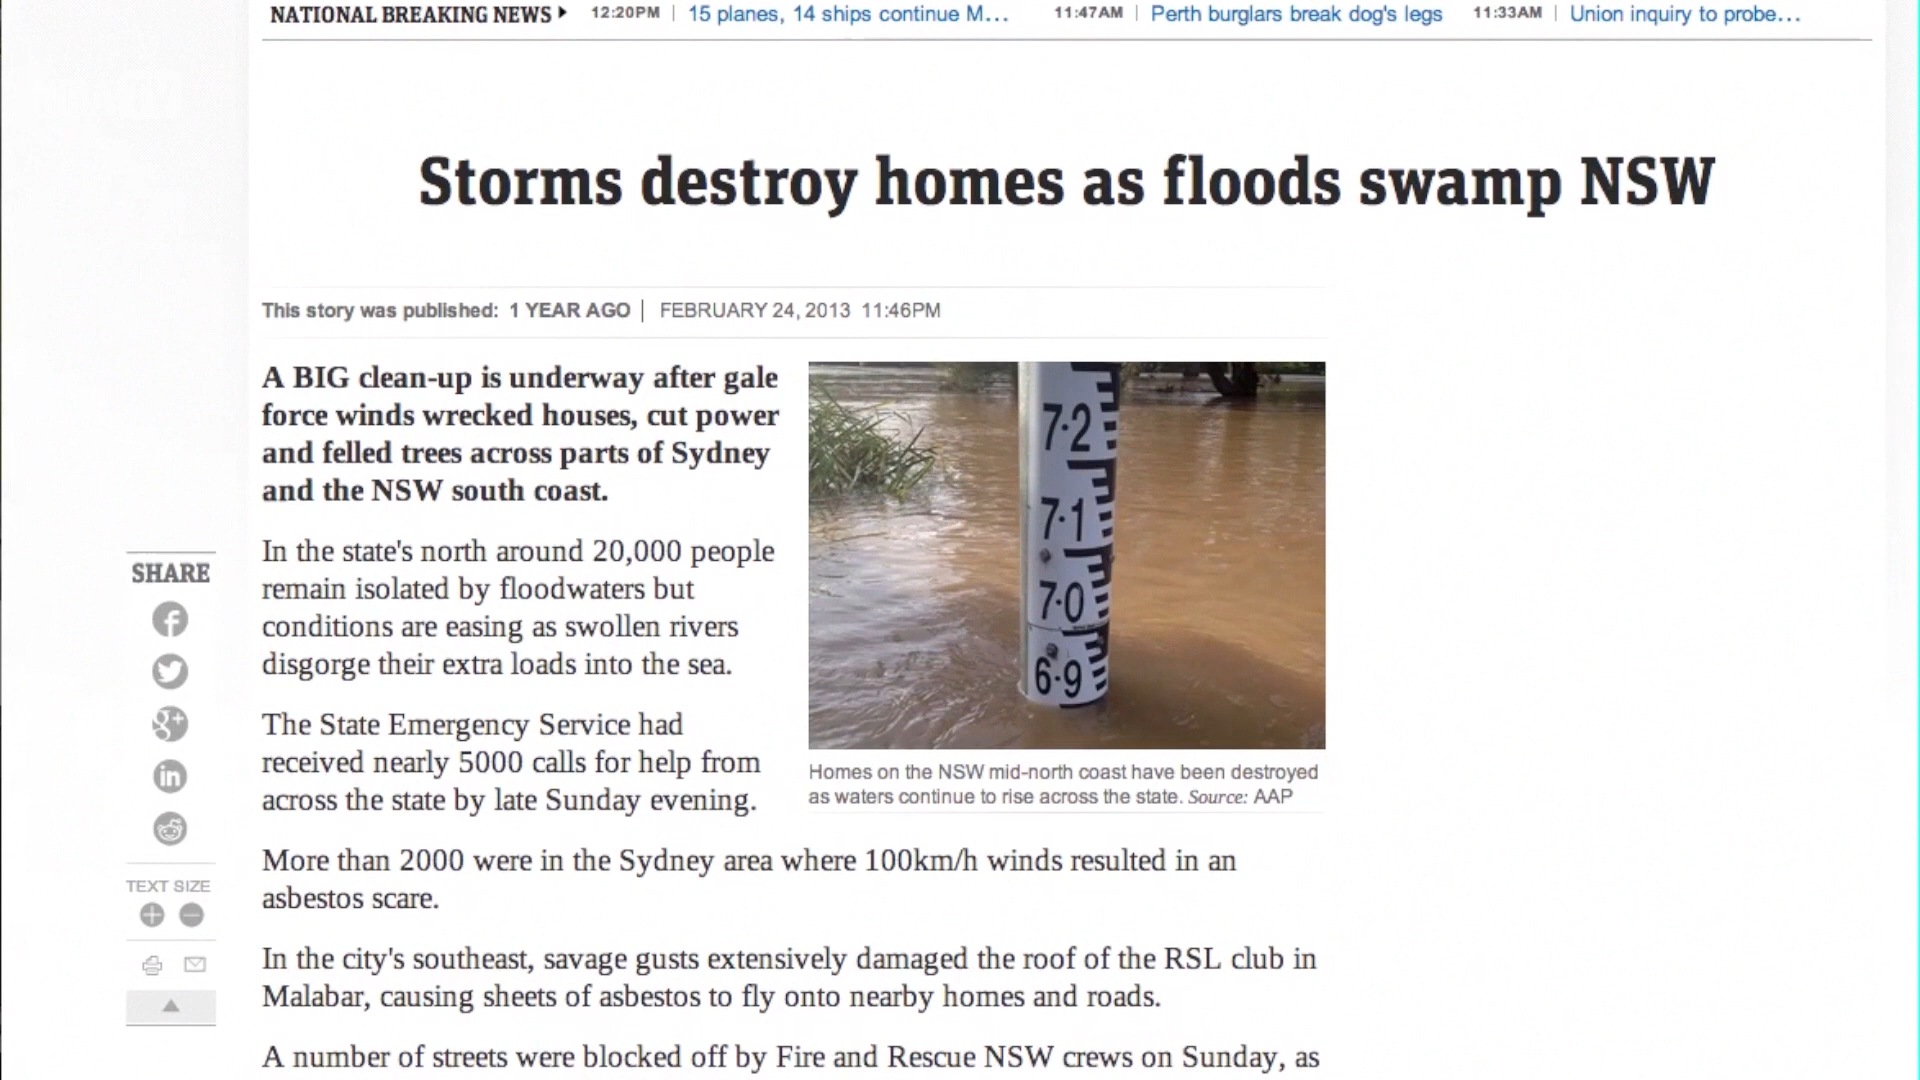 NATIONAL BREAKING NEWS
12:20PM | 15 planes, 14 ships continue M...
11:47AM | Perth burglars break dog's legs
11:33AM | Union inquiry to probe...
Storms destroy homes as floods swamp NSW
This story was published: 1 YEAR AGO | FEBRUARY 24, 2013 11:46PM
A BIG clean-up is underway after gale
force winds wrecked houses, cut power
and felled trees across parts of Sydney
and the NSW south coast.
In the state's north around 20,000 people
remain isolated by floodwaters but
conditions are easing as swollen rivers
disgorge their extra loads into the sea.
The State Emergency Service had
received nearly 5000 calls for help from
across the state by late Sunday evening.
7.2
7.1
7.0
6.9
Homes on the NSW mid-north coast have been destroyed
as waters continue to rise across the state. Source: AAP
More than 2000 were in the Sydney area where 100km/h winds resulted in an
asbestos scare.
In the city's southeast, savage gusts extensively damaged the roof of the RSL club in
Malabar, causing sheets of asbestos to fly onto nearby homes and roads.
A number of streets were blocked off by Fire and Rescue NSW crews on Sunday, as
SHARE
f
g+
in
TEXT SIZE
+ −